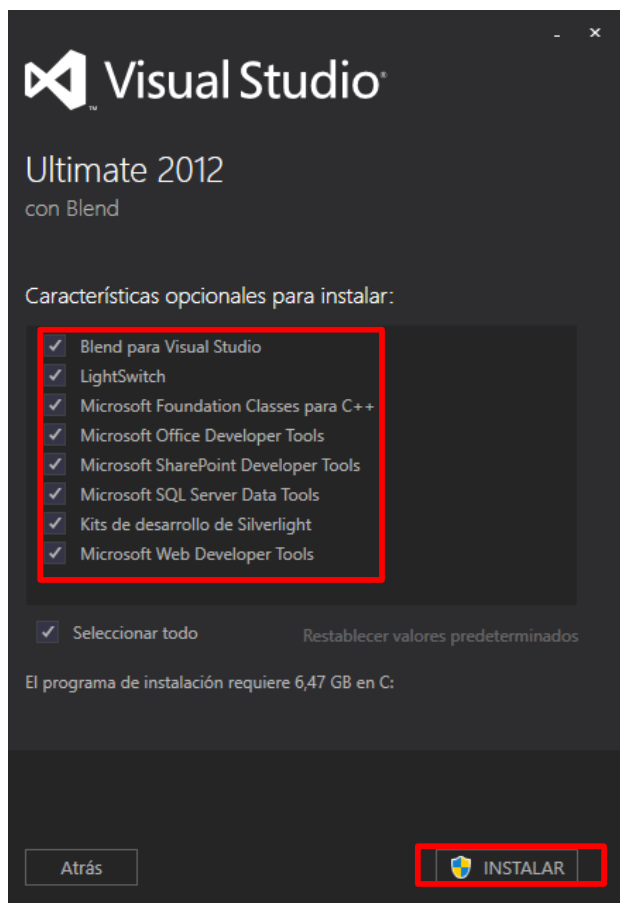 Visual Studio®
™
Ultimate 2012
con Blend
Características opcionales para instalar:
Blend para Visual Studio
LightSwitch
Microsoft Foundation Classes para C++
Microsoft Office Developer Tools
Microsoft SharePoint Developer Tools
Microsoft SQL Server Data Tools
Kits de desarrollo de Silverlight
Microsoft Web Developer Tools
Seleccionar todo Restablecer valores predeterminados
El programa de instalación requiere 6,47 GB en C:
Atrás INSTALAR